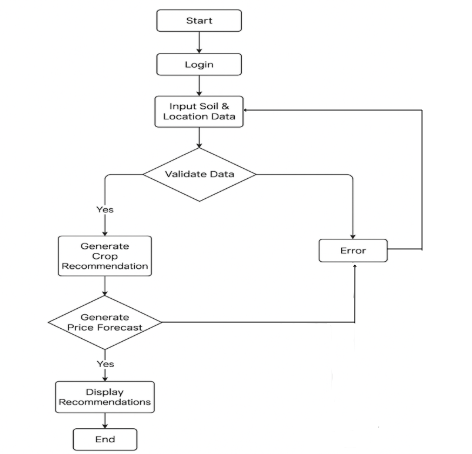 Start
Login
Input Soil &
Location Data
Validate Data
Yes
Generate
Crop
Recommendation
Error
Generate
Price Forecast
Yes
Display
Recommendations
End